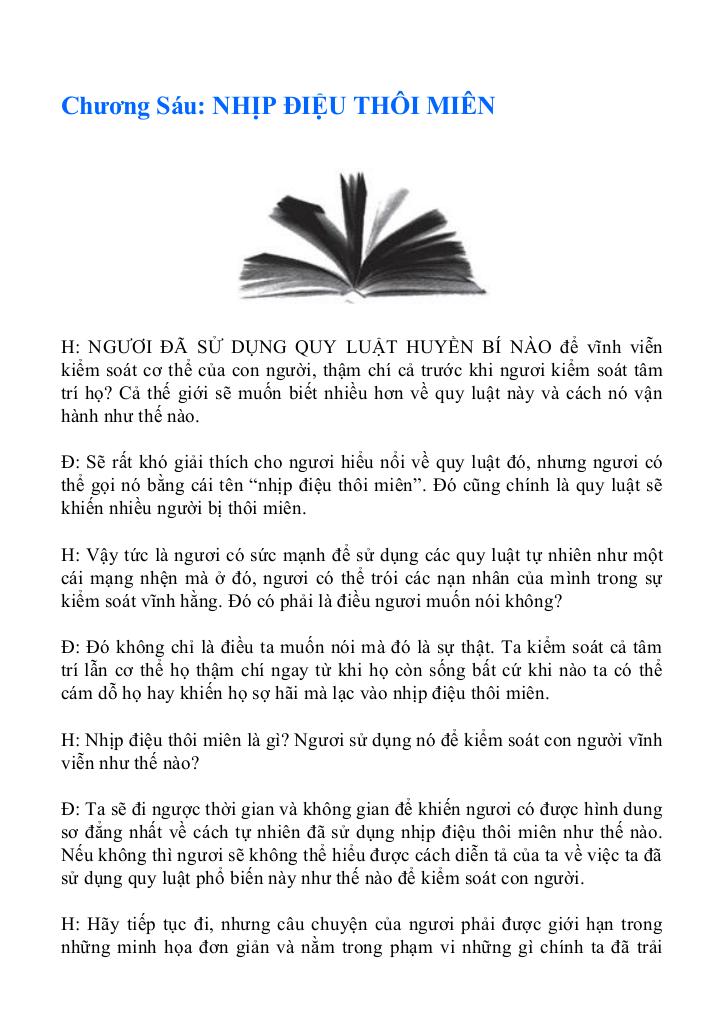 Chương Sáu: NHỊP ĐIỆU THÔI MIÊN
H: NGƯƠI ĐÃ SỬ DỤNG QUY LUẬT HUYỀN BÍ NÀO để vĩnh viễn
kiểm soát cơ thể của con người, thậm chí cả trước khi ngươi kiểm soát tâm
trí họ? Cả thế giới sẽ muốn biết nhiều hơn về quy luật này và cách nó vận
hành như thế nào.
Đ: Sẽ rất khó giải thích cho ngươi hiểu nổi về quy luật đó, nhưng ngươi có
thể gọi nó bằng cái tên “nhịp điệu thôi miên”. Đó cũng chính là quy luật sẽ
khiến nhiều người bị thôi miên.
H: Vậy tức là ngươi có sức mạnh để sử dụng các quy luật tự nhiên như một
cái mạng nhện mà ở đó, ngươi có thể trói các nạn nhân của mình trong sự
kiểm soát vĩnh hằng. Đó có phải là điều ngươi muốn nói không?
Đ: Đó không chỉ là điều ta muốn nói mà đó là sự thật. Ta kiểm soát cả tâm
trí lẫn cơ thể họ thậm chí ngay từ khi họ còn sống bất cứ khi nào ta có thể
cám dỗ họ hay khiến họ sợ hãi mà lạc vào nhịp điệu thôi miên.
H: Nhịp điệu thôi miên là gì? Ngươi sử dụng nó để kiểm soát con người vĩnh
viễn như thế nào?
Đ: Ta sẽ đi ngược thời gian và không gian để khiến ngươi có được hình dung
sơ đẳng nhất về cách tự nhiên đã sử dụng nhịp điệu thôi miên như thế nào.
Nếu không thì ngươi sẽ không thể hiểu được cách diễn tả của ta về việc ta đã
sử dụng quy luật phổ biến này như thế nào để kiểm soát con người.
H: Hãy tiếp tục đi, nhưng câu chuyện của ngươi phải được giới hạn trong
những minh họa đơn giản và nằm trong phạm vi những gì chính ta đã trải